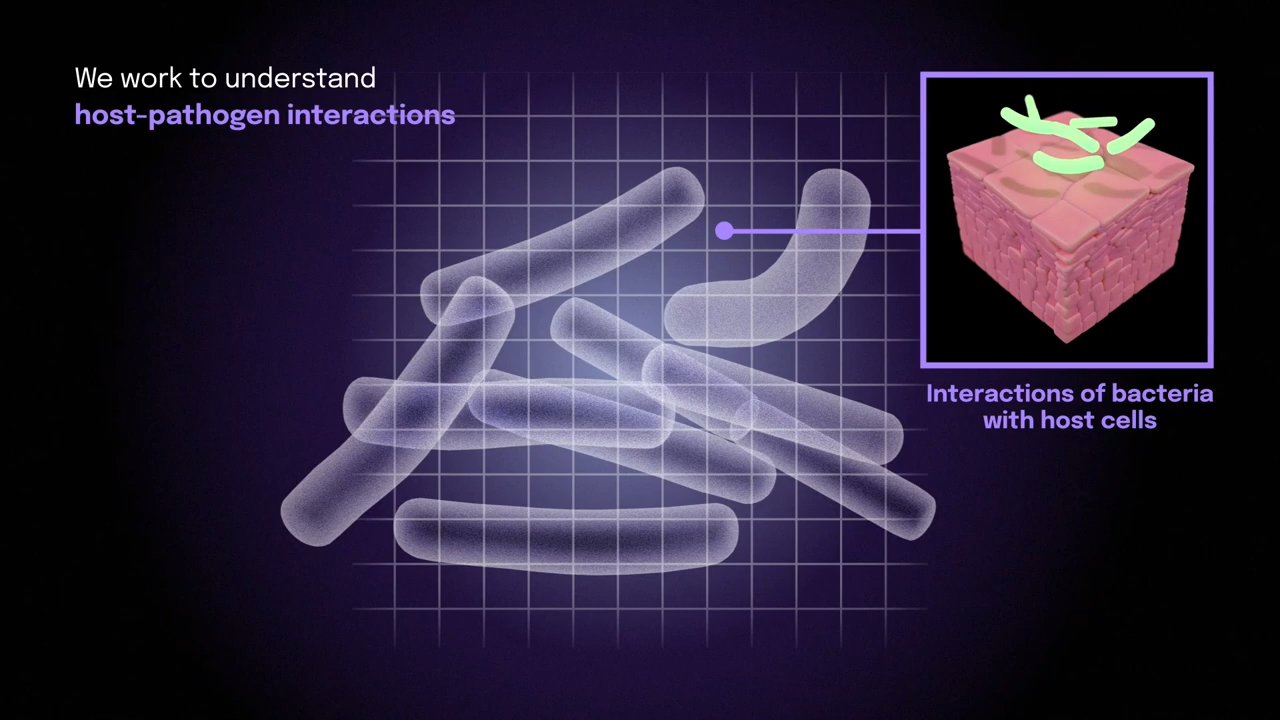 We work to understand
host-pathogen interactions
Interactions of bacteria
with host cells